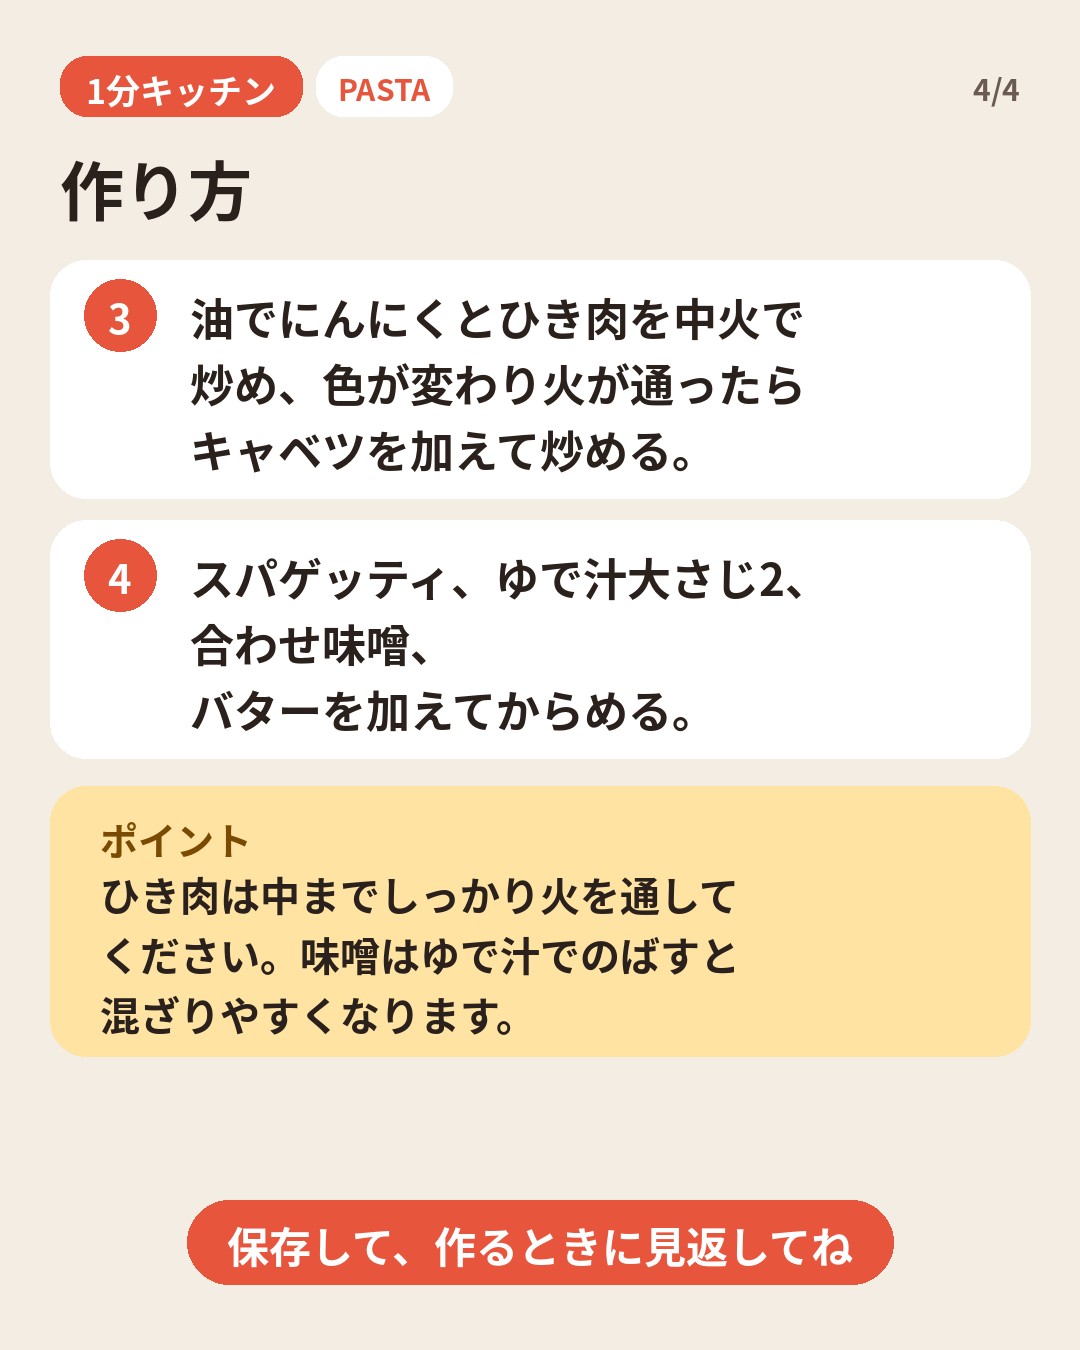 1分キッチン PASTA 4/4
作り方
3 油でにんにくとひき肉を中火で
炒め、色が変わり火が通ったら
キャベツを加えて炒める。
4 スパゲッティ、ゆで汁大さじ2、
合わせ味噌、
バターを加えてからめる。
ポイント
ひき肉は中までしっかり火を通して
ください。味噌はゆで汁でのばすと
混ざりやすくなります。
保存して、作るときに見返してね